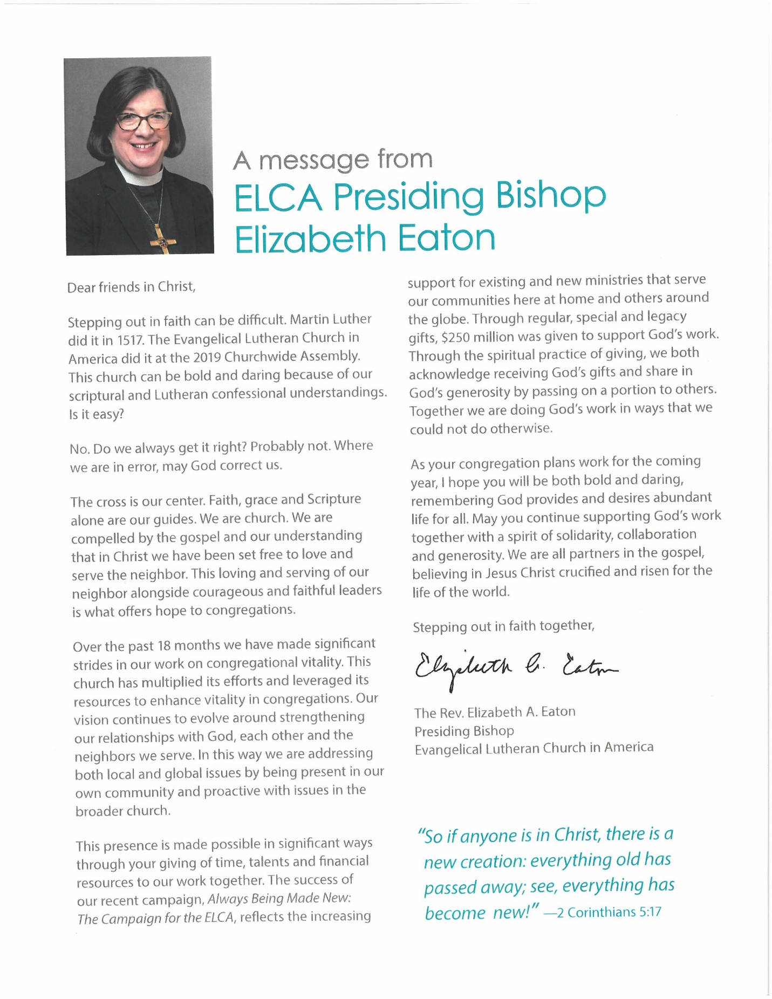 A message from
ELCA Presiding Bishop
Elizabeth Eaton
Dear friends in Christ,
Stepping out in faith can be difficult. Martin Luther
did it in 1517. The Evangelical Lutheran Church in
America did it at the 2019 Churchwide Assembly.
This church can be bold and daring because of our
scriptural and Lutheran confessional understandings.
Is it easy?
No. Do we always get it right? Probably not. Where
we are in error, may God correct us.
The cross is our center. Faith, grace and Scripture
alone are our guides. We are church. We are
compelled by the gospel and our understanding
that in Christ we have been set free to love and
serve the neighbor. This loving and serving of our
neighbor alongside courageous and faithful leaders
is what offers hope to congregations.
Over the past 18 months we have made significant
strides in our work on congregational vitality. This
church has multiplied its efforts and leveraged its
resources to enhance vitality in congregations. Our
vision continues to evolve around strengthening
our relationships with God, each other and the
neighbors we serve. In this way we are addressing
both local and global issues by being present in our
own community and proactive with issues in the
broader church.
This presence is made possible in significant ways
through your giving of time, talents and financial
resources to our work together. The success of
our recent campaign, Always Being Made New:
The Campaign for the ELCA, reflects the increasing
support for existing and new ministries that serve
our communities here at home and others around
the globe. Through regular, special and legacy
gifts, $250 million was given to support God's work.
Through the spiritual practice of giving, we both
acknowledge receiving God's gifts and share in
God's generosity by passing on a portion to others.
Together we are doing God's work in ways that we
could not do otherwise.
As your congregation plans work for the coming
year, I hope you will be both bold and daring,
remembering God provides and desires abundant
life for all. May you continue supporting God's work
together with a spirit of solidarity, collaboration
and generosity. We are all partners in the gospel,
believing in Jesus Christ crucified and risen for the
life of the world.
Stepping out in faith together,
Elizabeth A. Eaton
The Rev. Elizabeth A. Eaton
Presiding Bishop
Evangelical Lutheran Church in America
"So if anyone is in Christ, there is a
new creation: everything old has
passed away; see, everything has
become new!" —2 Corinthians 5:17